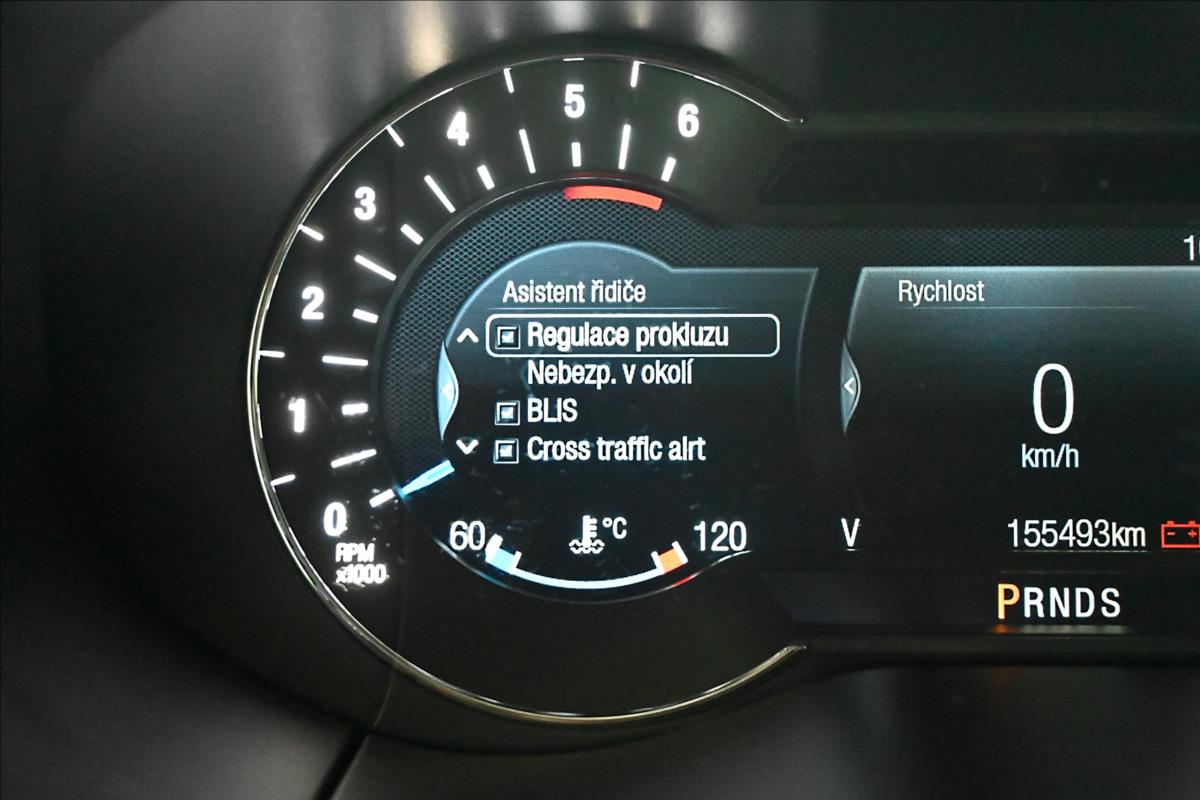 6
5
4
3
2
1
0
RPM
x1000
Asistent řidiče
Regulace prokluzu
Nebezp. v okolí
BLIS
Cross traffic alrt
60 °C 120
Rychlost
0
km/h
V 155493km
PRNDS